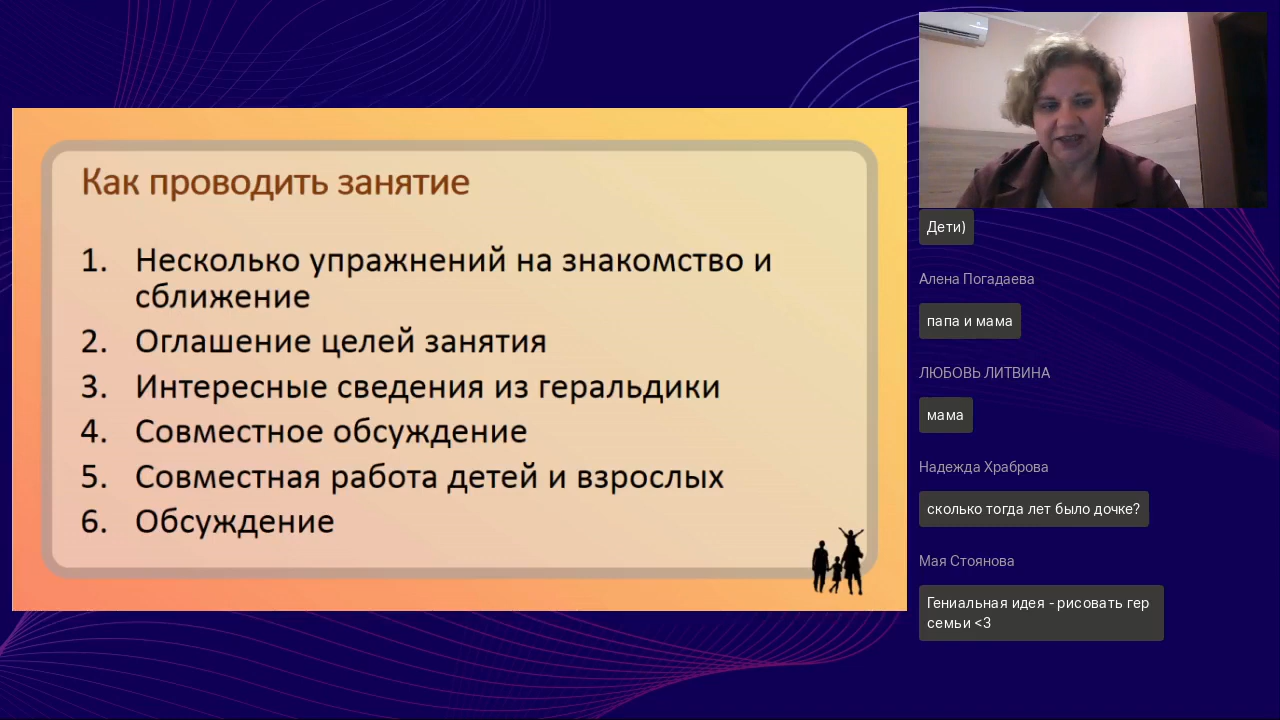 Как проводить занятие
1. Несколько упражнений на знакомство и
сближение
2. Оглашение целей занятия
3. Интересные сведения из геральдики
4. Совместное обсуждение
5. Совместная работа детей и взрослых
6. Обсуждение
Дети)
Алена Погадаева
папа и мама
ЛЮБОВЬ ЛИТВИНА
мама
Надежда Храброва
сколько тогда лет было дочке?
Мая Стоянова
Гениальная идея - рисовать гер
семьи <3